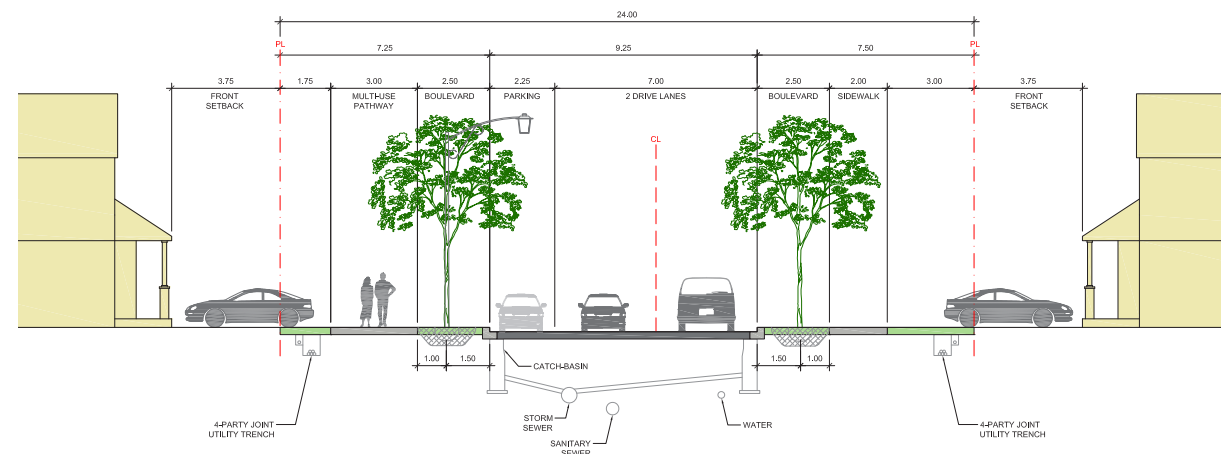 24.00
PL
PL
7.25
9.25
7.50
3.75
1.75
3.00
2.50
2.25
7.00
2.50
2.00
3.00
3.75
FRONT
SETBACK
MULTI-USE
PATHWAY
BOULEVARD
PARKING
2 DRIVE LANES
BOULEVARD
SIDEWALK
FRONT
SETBACK
CL
1.00
1.50
1.50
1.00
CATCH-BASIN
4-PARTY JOINT
UTILITY TRENCH
STORM
SEWER
SANITARY
SEWER
WATER
4-PARTY JOINT
UTILITY TRENCH